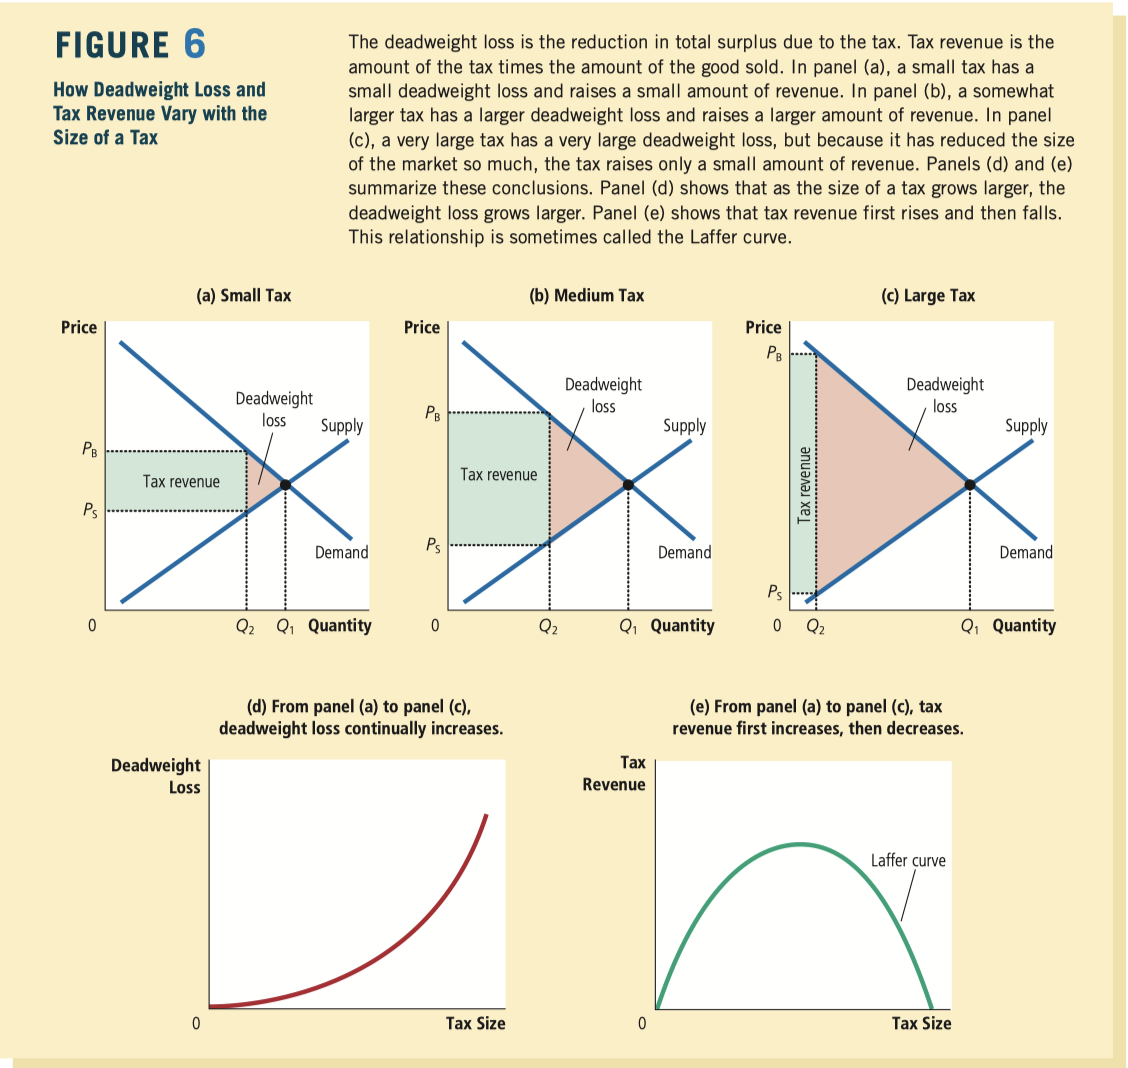 FIGURE 6
How Deadweight Loss and
Tax Revenue Vary with the
Size of a Tax
The deadweight loss is the reduction in total surplus due to the tax. Tax revenue is the
amount of the tax times the amount of the good sold. In panel (a), a small tax has a
small deadweight loss and raises a small amount of revenue. In panel (b), a somewhat
larger tax has a larger deadweight loss and raises a larger amount of revenue. In panel
(c), a very large tax has a very large deadweight loss, but because it has reduced the size
of the market so much, the tax raises only a small amount of revenue. Panels (d) and (e)
summarize these conclusions. Panel (d) shows that as the size of a tax grows larger, the
deadweight loss grows larger. Panel (e) shows that tax revenue first rises and then falls.
This relationship is sometimes called the Laffer curve.
(a) Small Tax
Price
Deadweight
loss
Supply
P_B
Tax revenue
P_S
Demand
0
Q_2
Q_1
Quantity
(b) Medium Tax
Price
Deadweight
loss
P_B
Supply
Tax revenue
P_S
Demand
0
Q_2
Q_1
Quantity
(c) Large Tax
Price
P_B
Deadweight
loss
Supply
Tax revenue
Demand
P_S
0
Q_2
Q_1
Quantity
(d) From panel (a) to panel (c),
deadweight loss continually increases.
Deadweight
Loss
0
Tax Size
(e) From panel (a) to panel (c), tax
revenue first increases, then decreases.
Tax
Revenue
Laffer curve
0
Tax Size